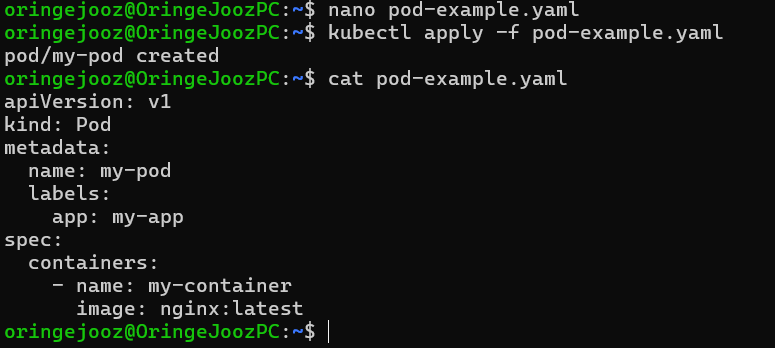 oringejooz@OringeJoozPC:~$ nano pod-example.yaml
oringejooz@OringeJoozPC:~$ kubectl apply -f pod-example.yaml
pod/my-pod created
oringejooz@OringeJoozPC:~$ cat pod-example.yaml
apiVersion: v1
kind: Pod
metadata:
  name: my-pod
  labels:
    app: my-app
spec:
  containers:
    - name: my-container
      image: nginx:latest
oringejooz@OringeJoozPC:~$